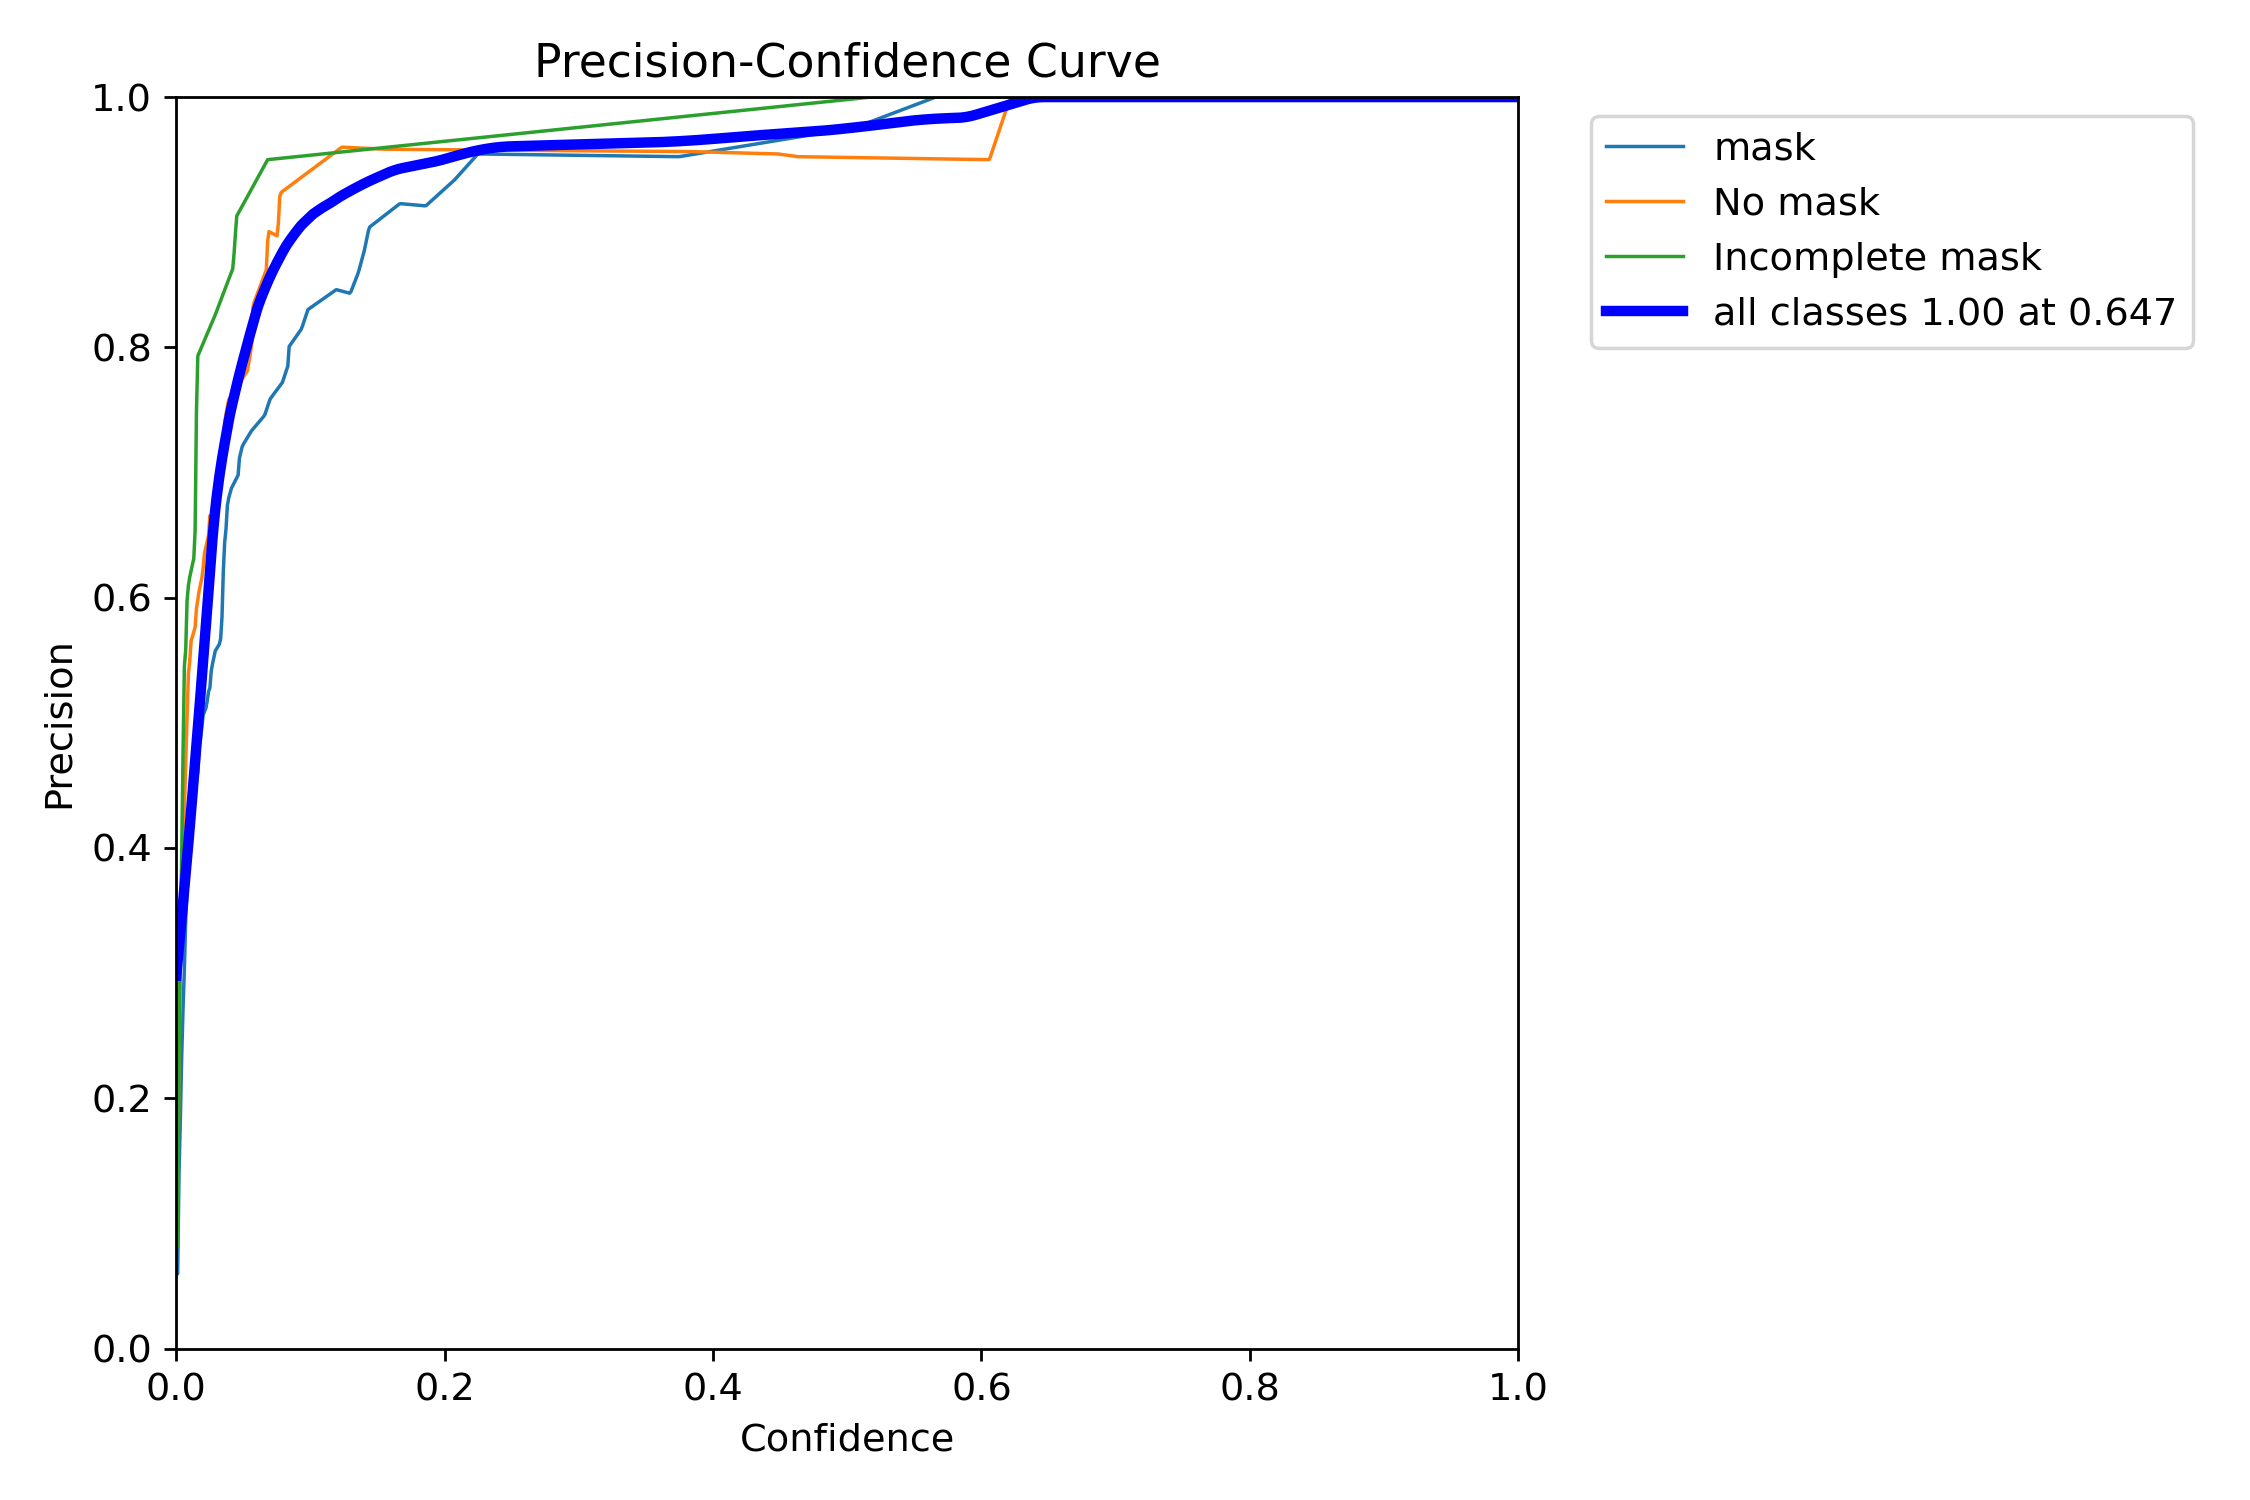 Precision-Confidence Curve
1.0
0.8
0.6
0.4
0.2
0.0
Precision
0.0 0.2 0.4 0.6 0.8 1.0
Confidence
mask
No mask
Incomplete mask
all classes 1.00 at 0.647